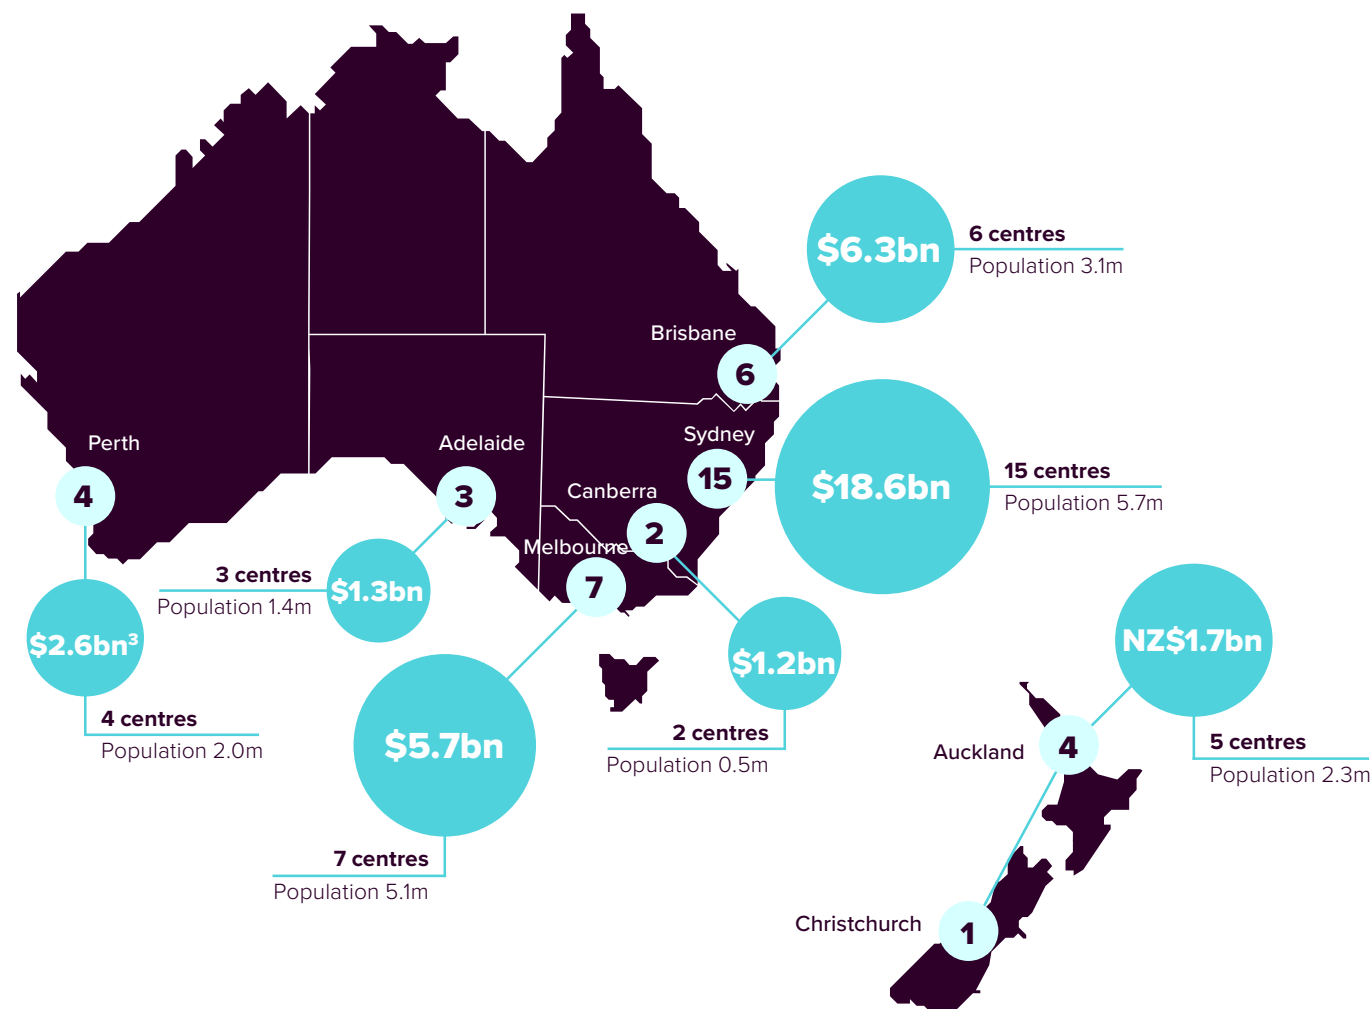 $6.3bn
6 centres
Population 3.1m
Brisbane
6
Sydney
15
$18.6bn
15 centres
Population 5.7m
Perth
4
Adelaide
3
Canberra
2
Melbourne
7
3 centres
Population 1.4m
$1.3bn
$2.6bn³
4 centres
Population 2.0m
$5.7bn
7 centres
Population 5.1m
$1.2bn
2 centres
Population 0.5m
NZ$1.7bn
5 centres
Population 2.3m
Auckland
4
Christchurch
1